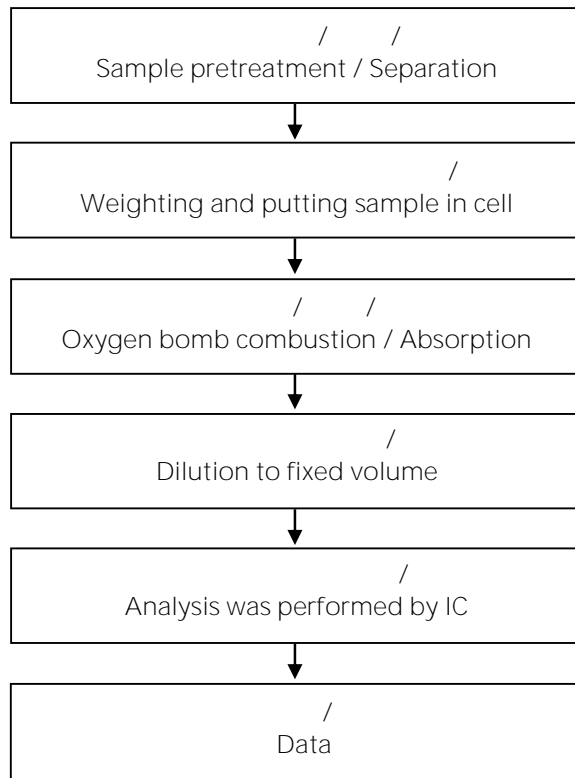 / /
Sample pretreatment / Separation
/
Weighting and putting sample in cell
/ /
Oxygen bomb combustion / Absorption
/
Dilution to fixed volume
/
Analysis was performed by IC
/
Data